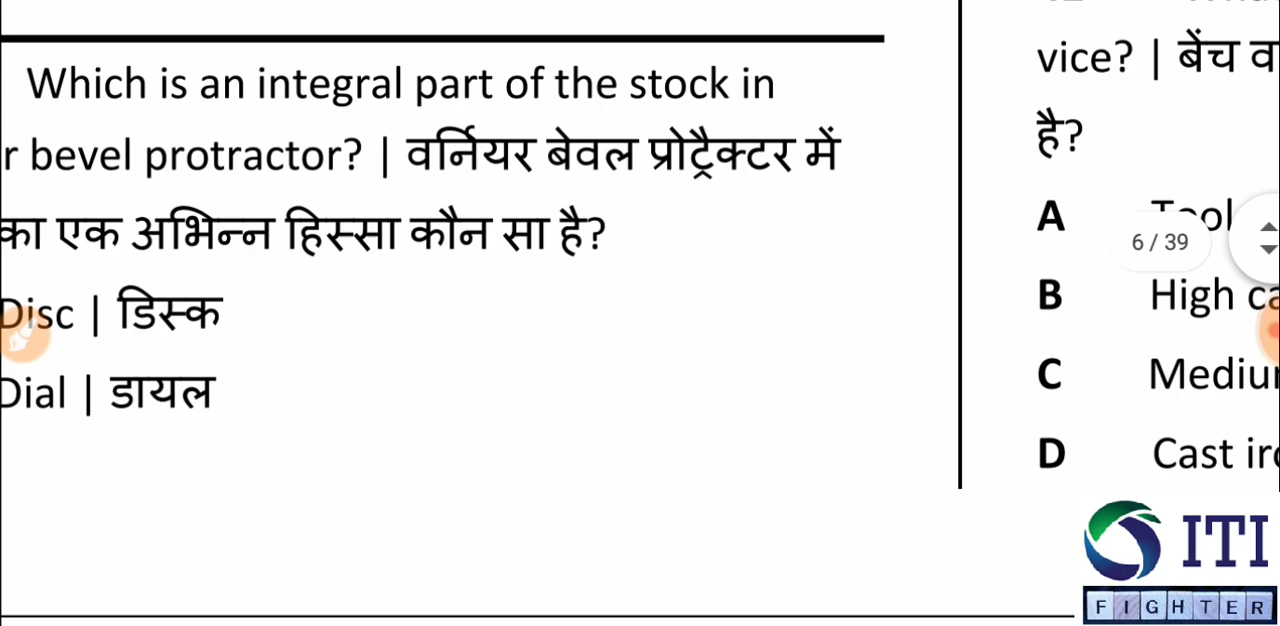 Which is an integral part of the stock in
r bevel protractor? | वर्नियर बेवल प्रोट्रैक्टर में
का एक अभिन्न हिस्सा कौन सा है?
Disc | डिस्क
Dial | डायल
vice? | बेंच व
है?
A
B High ca
C Mediu
D Cast ir
6 / 39
ITI
FIGHTER